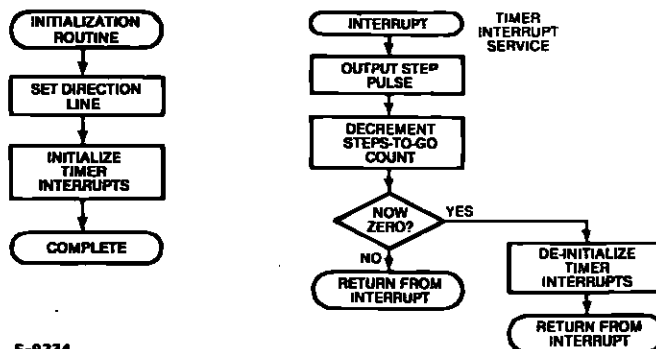 INITIALIZATION
ROUTINE
SET DIRECTION
LINE
INITIALIZE
TIMER
INTERRUPTS
COMPLETE
INTERRUPT
TIMER
INTERRUPT
SERVICE
OUTPUT STEP
PULSE
DECREMENT
STEPS-TO-GO
COUNT
NOW
ZERO?
YES
NO
RETURN FROM
INTERRUPT
DE-INITIALIZE
TIMER
INTERRUPTS
RETURN FROM
INTERRUPT